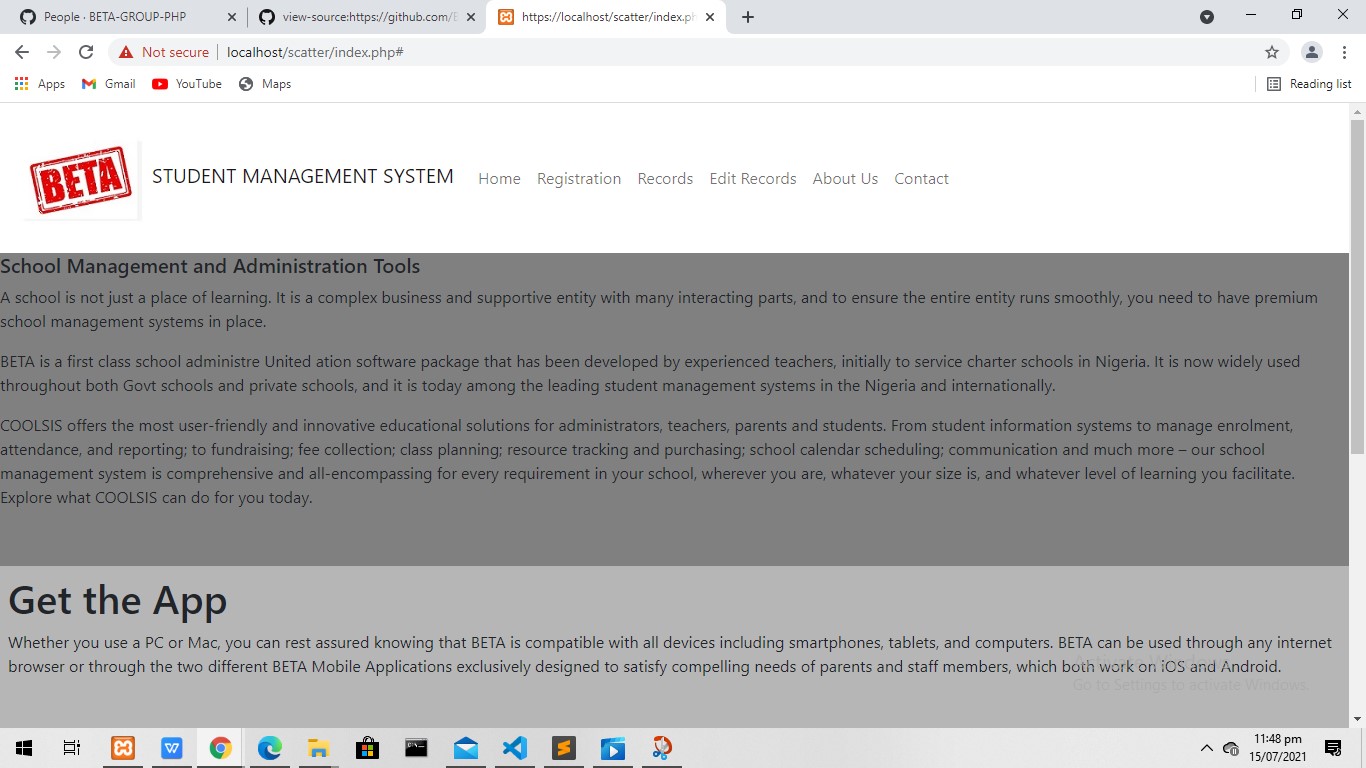 People · BETA-GROUP-PHP
view-source:https://github.com/
https://localhost/scatter/index.ph
Not secure
localhost/scatter/index.php#
Apps
Gmail
YouTube
Maps
Reading list
BETA
STUDENT MANAGEMENT SYSTEM
Home
Registration
Records
Edit Records
About Us
Contact
School Management and Administration Tools
A school is not just a place of learning. It is a complex business and supportive entity with many interacting parts, and to ensure the entire entity runs smoothly, you need to have premium
school management systems in place.
BETA is a first class school administre United ation software package that has been developed by experienced teachers, initially to service charter schools in Nigeria. It is now widely used
throughout both Govt schools and private schools, and it is today among the leading student management systems in the Nigeria and internationally.
COOLSIS offers the most user-friendly and innovative educational solutions for administrators, teachers, parents and students. From student information systems to manage enrolment,
attendance, and reporting; to fundraising; fee collection; class planning; resource tracking and purchasing; school calendar scheduling; communication and much more – our school
management system is comprehensive and all-encompassing for every requirement in your school, wherever you are, whatever your size is, and whatever level of learning you facilitate.
Explore what COOLSIS can do for you today.
Get the App
Whether you use a PC or Mac, you can rest assured knowing that BETA is compatible with all devices including smartphones, tablets, and computers. BETA can be used through any internet
browser or through the two different BETA Mobile Applications exclusively designed to satisfy compelling needs of parents and staff members, which both work on iOS and Android.
Activate Windows
Go to Settings to activate Windows.
11:48 pm
15/07/2021